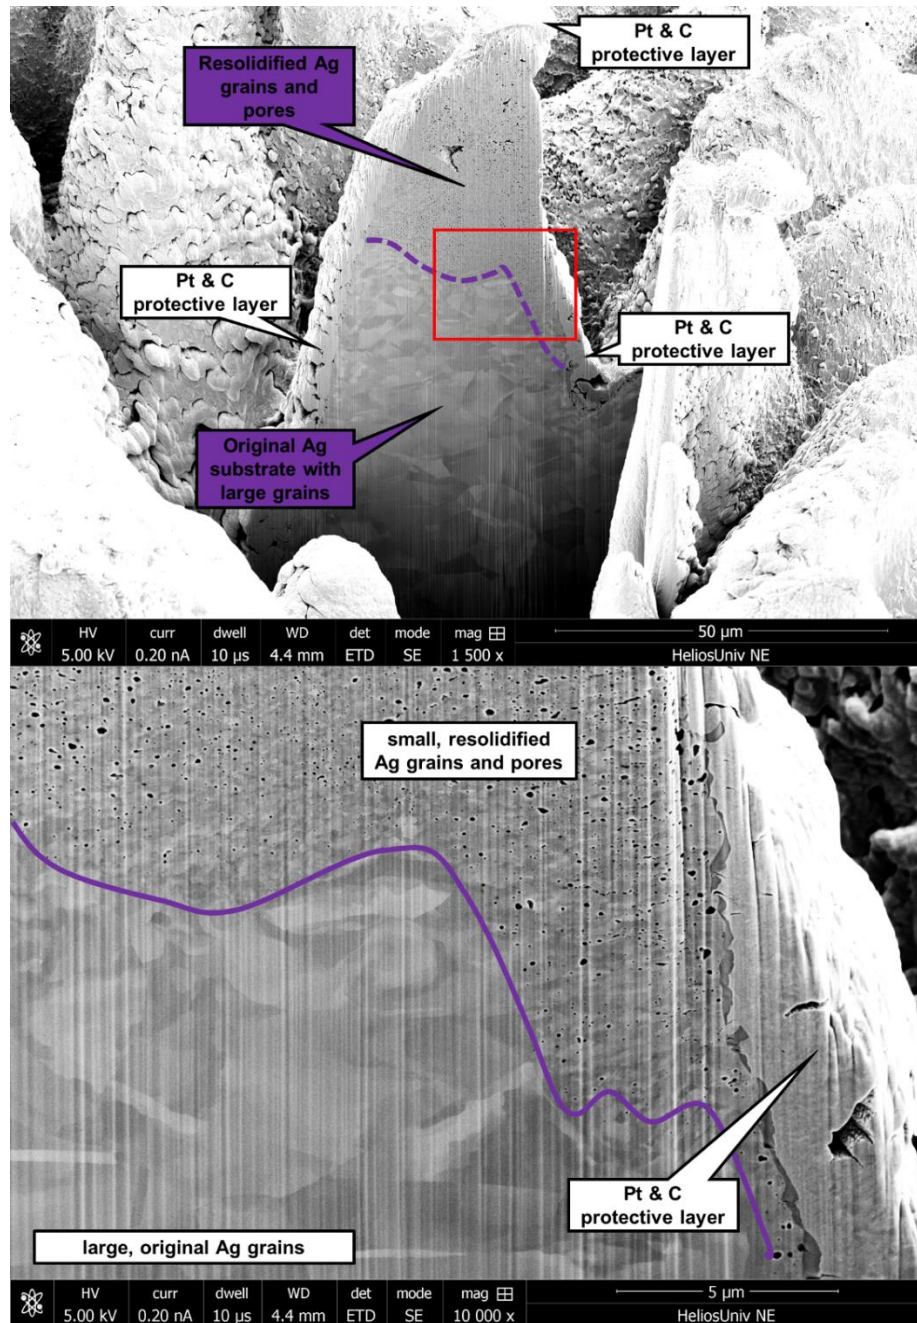 Pt & C
protective layer
Resolidified Ag
grains and
pores
Pt & C
protective layer
Pt & C
protective layer
Original Ag
substrate with
large grains
HV curr dwell WD det mode mag 50 µm
5.00 kV 0.20 nA 10 µs 4.4 mm ETD SE 1 500 x HeliosUniv NE
small, resolidified
Ag grains and pores
Pt & C
protective layer
large, original Ag grains
HV curr dwell WD det mode mag 5 µm
5.00 kV 0.20 nA 10 µs 4.4 mm ETD SE 10 000 x HeliosUniv NE